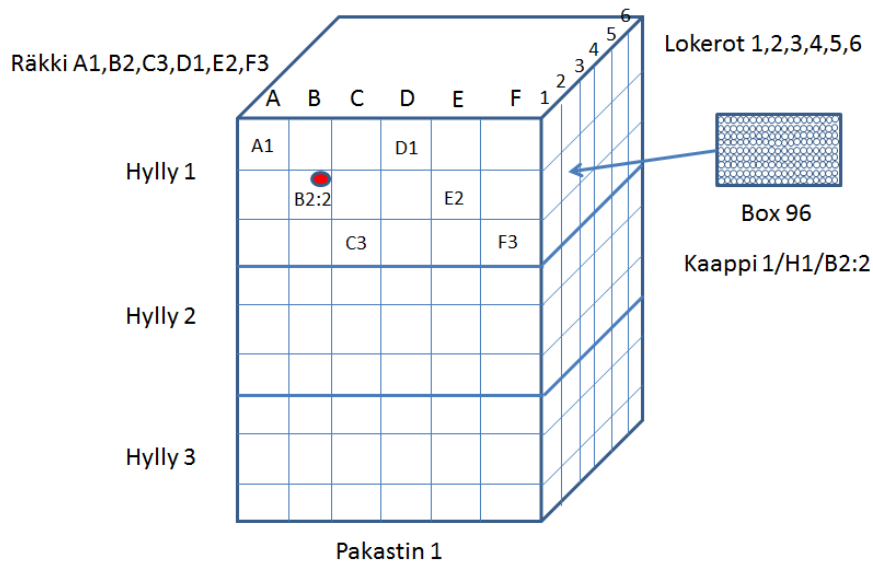 Räkki A1,B2,C3,D1,E2,F3
Lokerot 1,2,3,4,5,6
A B C D E F
1 2 3 4 5 6
Hylly 1
A1
D1
B2:2
E2
C3
F3
Box 96
Kaappi 1/H1/B2:2
Hylly 2
Hylly 3
Pakastin 1